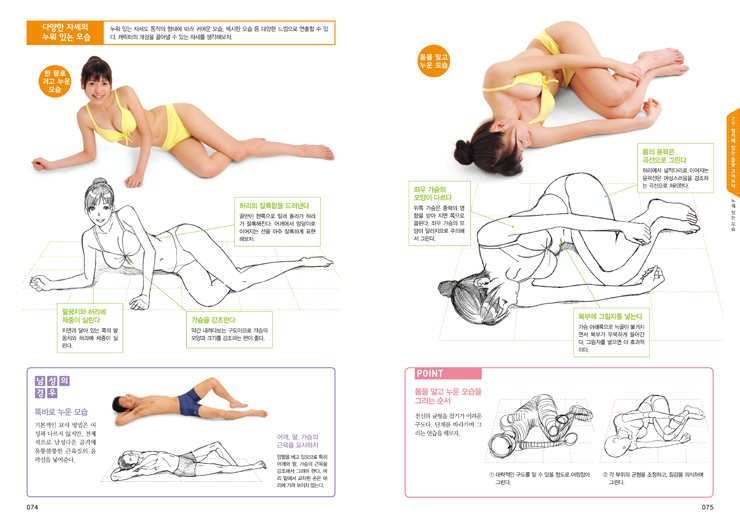 다양한 자세의
누워 있는 모습
누워 있는 자세도 동작의 형태에 따라 귀여운 모습, 섹시한 모습 등 다양한 느낌으로 연출할 수 있
다. 캐릭터의 개성을 끌어낼 수 있는 자세를 생각해보자.
한 팔로
괴고 누운
모습
허리의 잘록함을 드러낸다
골반이 한쪽으로 밀려 올라가 허리
가 잘록해진다. 어깨에서 엉덩이로
이어지는 선을 아주 잘록하게 표현
해보자.
팔꿈치와 허리에
체중이 실린다
지면과 닿아 있는 쪽의 팔
꿈치와 허리에 체중이 실
린다.
가슴을 강조한다
약간 내려다보는 구도이므로 가슴의
모양과 크기를 강조하는 편이 좋다.
남성의
경우
똑바로 누운 모습
기본적인 묘사 방법은 여
성과 다르지 않지만, 전체
적으로 남성다운 골격에
울퉁불퉁한 근육질의 윤
곽선을 넣어준다.
어깨, 팔, 가슴의
근육을 묘사하자
양팔을 베고 있으므로 특히
어깨와 팔, 가슴의 근육을
강조해서 그려야 한다. 머
리 밑에서 교차된 손은 머
리에 가려 보이지 않는다.
074
몸을 말고
누운 모습
몸의 윤곽은
곡선으로 그린다
허리에서 넓적다리로 이어지는
윤곽선은 여성스러움을 강조하
는 곡선으로 처리한다.
좌우 가슴의
모양이 다르다
위쪽 가슴은 중력의 영
향을 받아 지면 쪽으로
쏠린다. 좌우 가슴의 모
양이 달라지므로 주의해
서 그린다.
복부에 그림자를 넣는다
가슴 아래쪽으로 늑골이 불거지
면서 복부가 우묵하게 들어간
다. 그림자를 넣으면 더 효과적
이다.
POINT
몸을 말고 누운 모습을
그리는 순서
전신의 균형을 잡기가 어려운
구도다. 단계를 따라가며 그
리는 연습을 해보자.
① 대략적인 구도를 알 수 있을 정도로 어림잡아
그린다.
② 각 부위의 균형을 조정하고, 질감을 의식하며
그린다.
누워 있는 모습
075